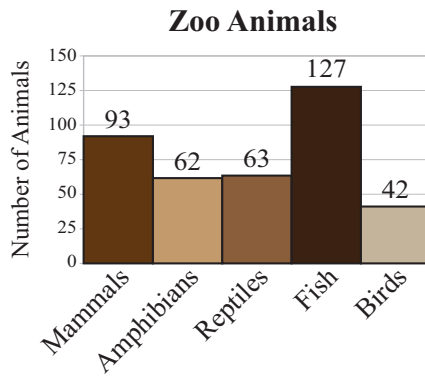 Zoo Animals
Number of Animals
150
125
100
75
50
25
0
93
62
63
127
42
Mammals
Amphibians
Reptiles
Fish
Birds